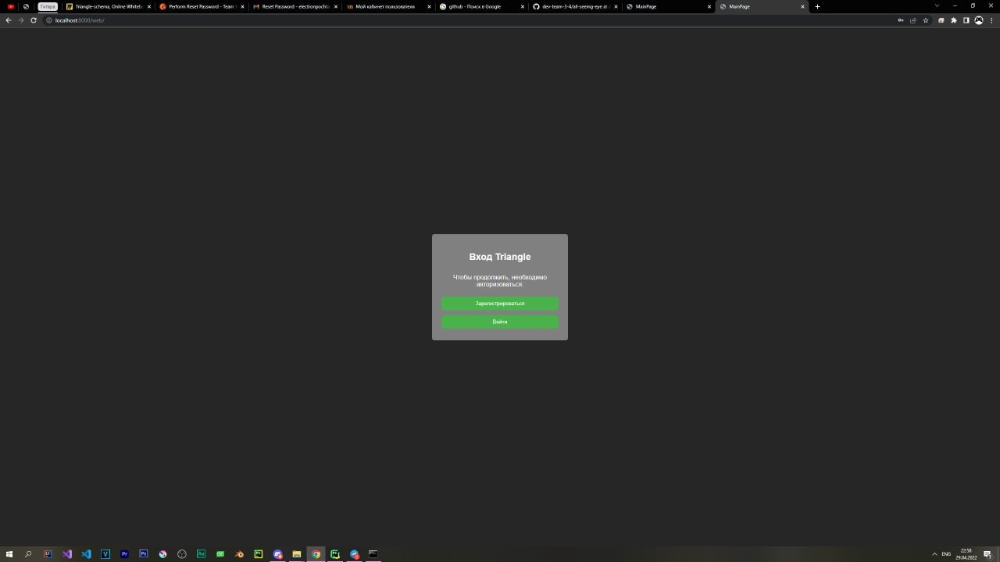 Гитара
Triangle-schema, Online Whitebo
Perform Reset Password - Team
Reset Password - electronpochta
Мой кабинет пользователя
github - Поиск в Google
dev-team-3-4/all-seeing-eye at
MainPage
MainPage
localhost:8000/web/
Вход Triangle
Чтобы продолжить, необходимо
авторизоваться.
Зарегистрироваться
Войти
ENG
22:58
29.04.2022